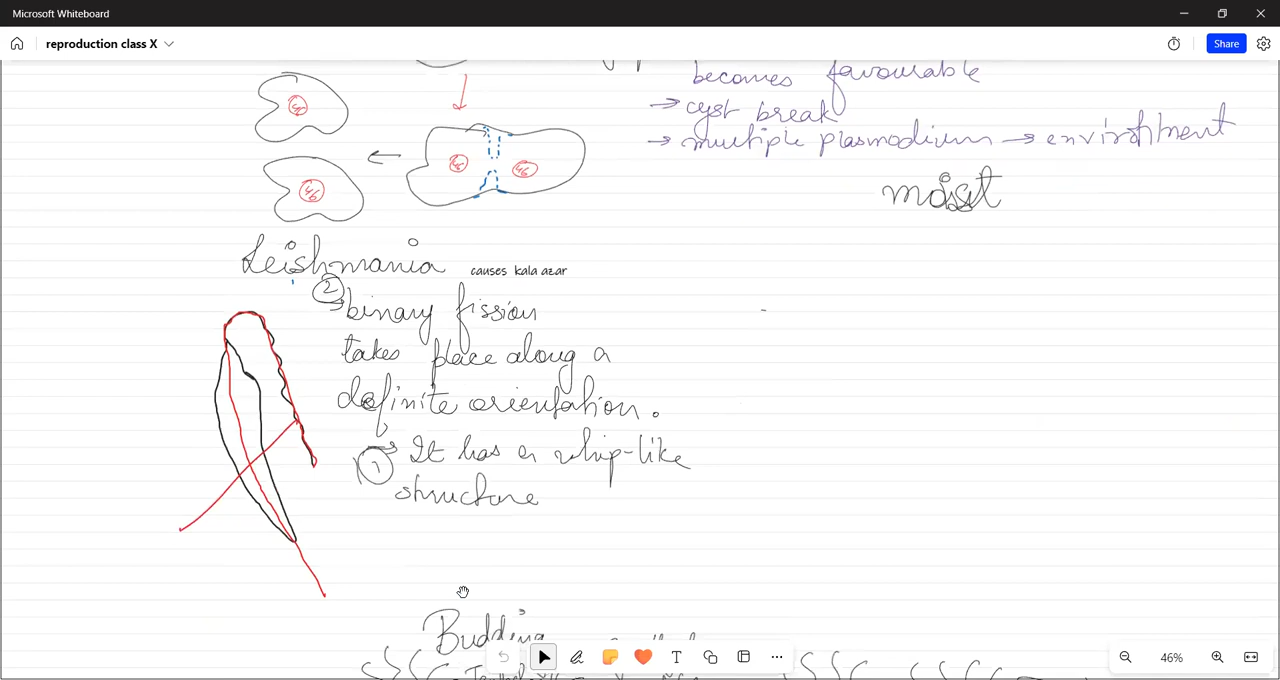 Microsoft Whiteboard
reproduction class X
Share
becomes favourable
→ cyst break
→ multiple plasmodium → environment
moist
Leishmania causes kala azar
② → binary fission
takes place along a
definite orientation.
① → It has a whip-like
structure
Budding
46%